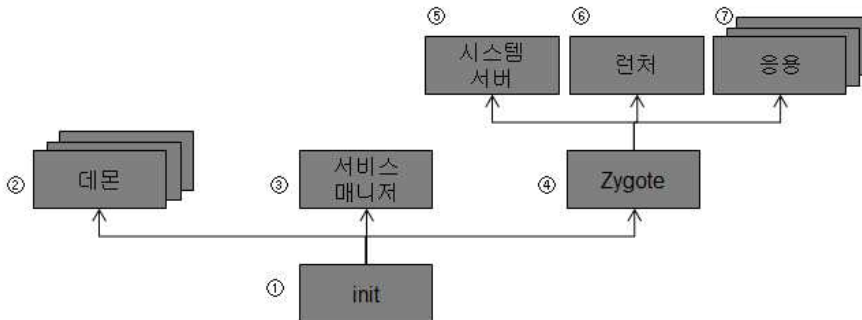 ⑤
시스템
서버
⑥
런처
⑦
응용
②
데몬
③
서비스
매니저
④
Zygote
①
init